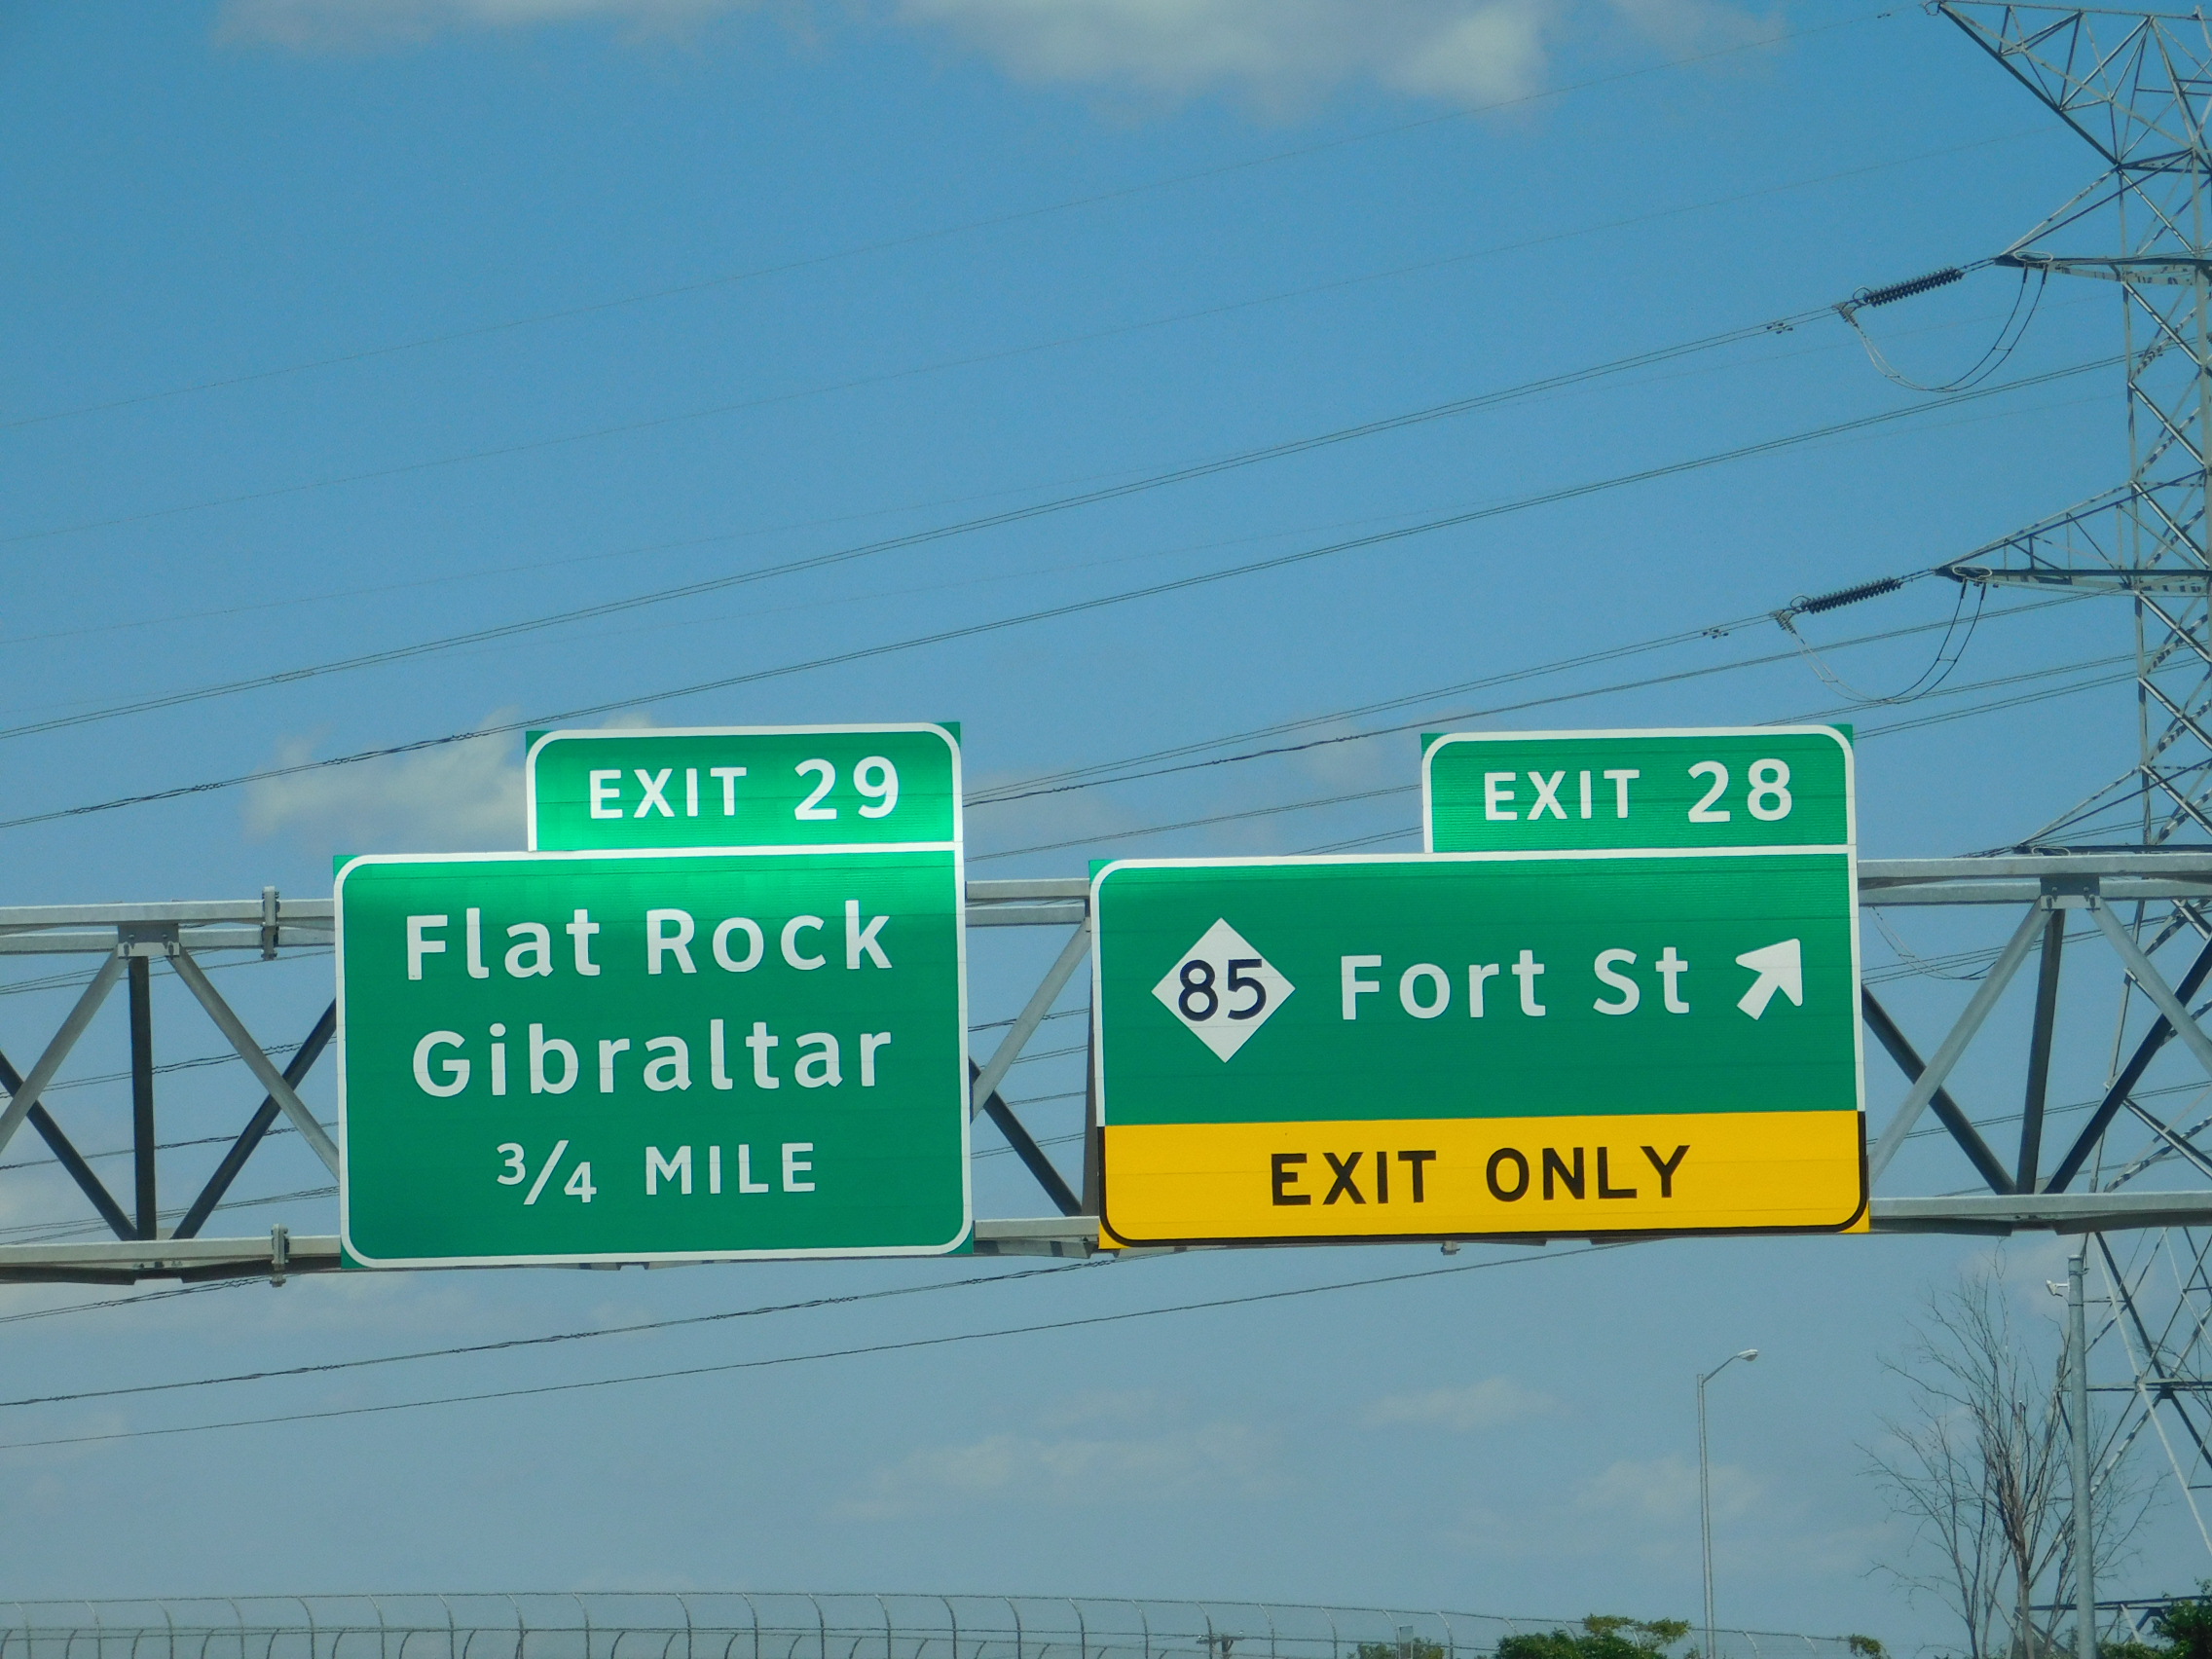 EXIT 29
Flat Rock
Gibraltar
3/4 MILE
EXIT 28
85 Fort St
EXIT ONLY